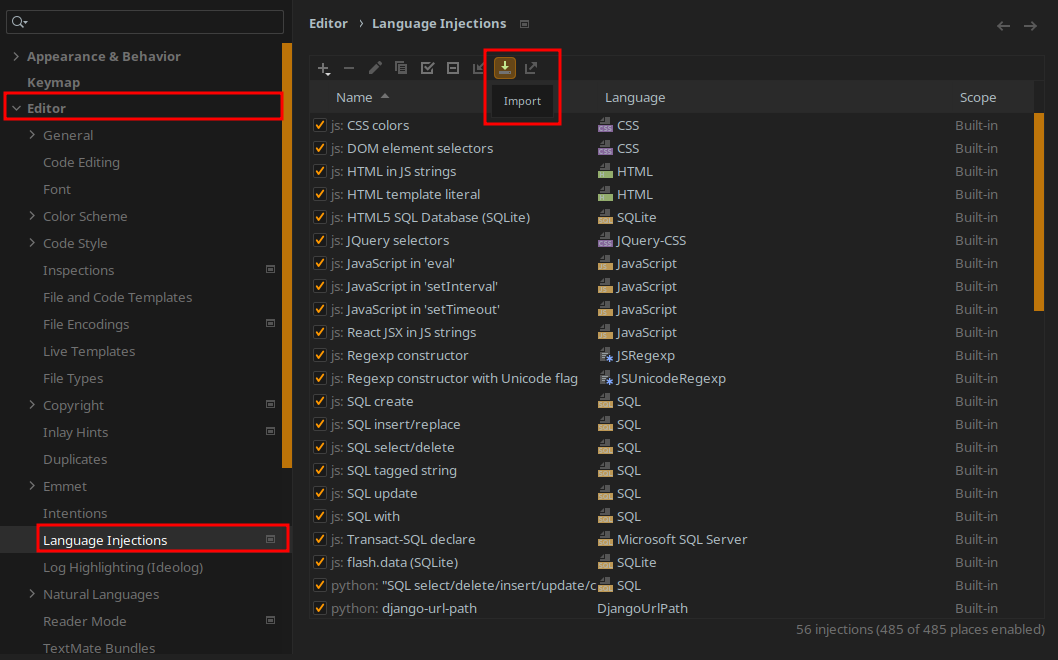 Appearance & Behavior
Keymap
Editor
General
Code Editing
Font
Color Scheme
Code Style
Inspections
File and Code Templates
File Encodings
Live Templates
File Types
Copyright
Inlay Hints
Duplicates
Emmet
Intentions
Language Injections
Log Highlighting (Ideolog)
Natural Languages
Reader Mode
TextMate Bundles
Editor › Language Injections
Import
Name Language Scope
js: CSS colors CSS Built-in
js: DOM element selectors CSS Built-in
js: HTML in JS strings HTML Built-in
js: HTML template literal HTML Built-in
js: HTML5 SQL Database (SQLite) SQLite Built-in
js: JQuery selectors JQuery-CSS Built-in
js: JavaScript in 'eval' JavaScript Built-in
js: JavaScript in 'setInterval' JavaScript Built-in
js: JavaScript in 'setTimeout' JavaScript Built-in
js: React JSX in JS strings JavaScript Built-in
js: Regexp constructor JSRegexp Built-in
js: Regexp constructor with Unicode flag JSUnicodeRegexp Built-in
js: SQL create SQL Built-in
js: SQL insert/replace SQL Built-in
js: SQL select/delete SQL Built-in
js: SQL tagged string SQL Built-in
js: SQL update SQL Built-in
js: SQL with SQL Built-in
js: Transact-SQL declare Microsoft SQL Server Built-in
js: flash.data (SQLite) SQLite Built-in
python: "SQL select/delete/insert/update/c SQL Built-in
python: django-url-path DjangoUrlPath Built-in
56 injections (485 of 485 places enabled)